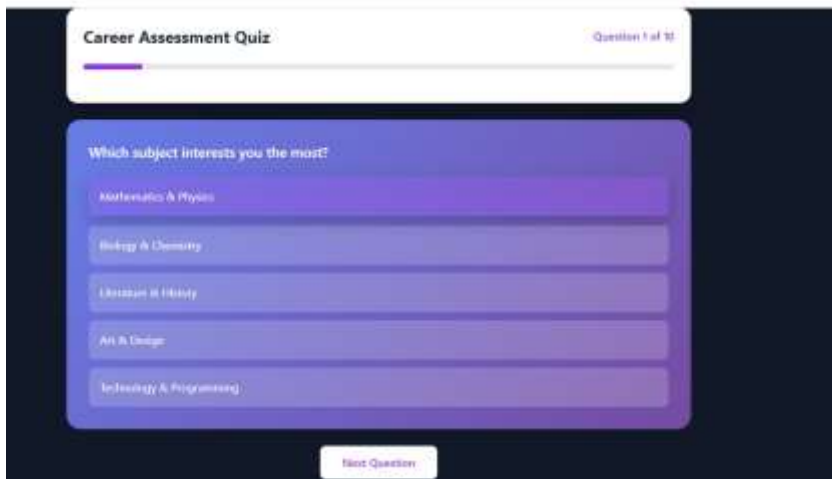 Career Assessment Quiz
Question 1 of 10
Which subject interests you the most?
Mathematics & Physics
Biology & Chemistry
Literature & History
Art & Design
Technology & Programming
Next Question